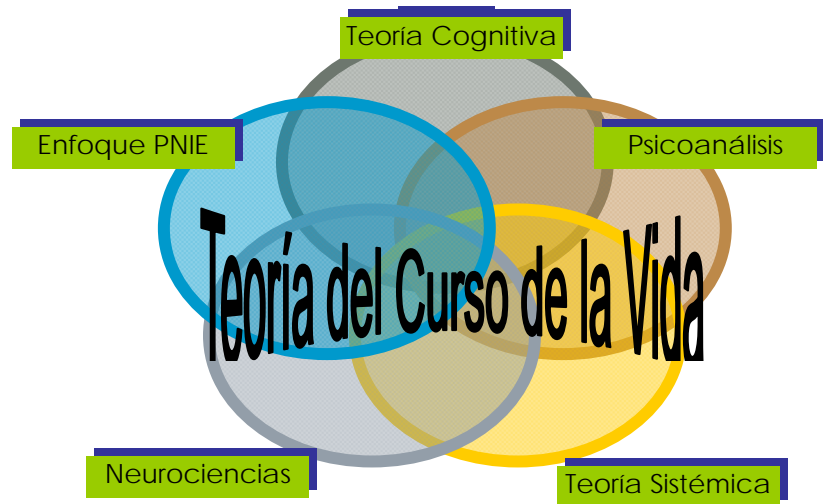 Teoría Cognitiva
Enfoque PNIE
Psicoanálisis
Teoría del Curso de la Vida
Neurociencias
Teoría Sistémica